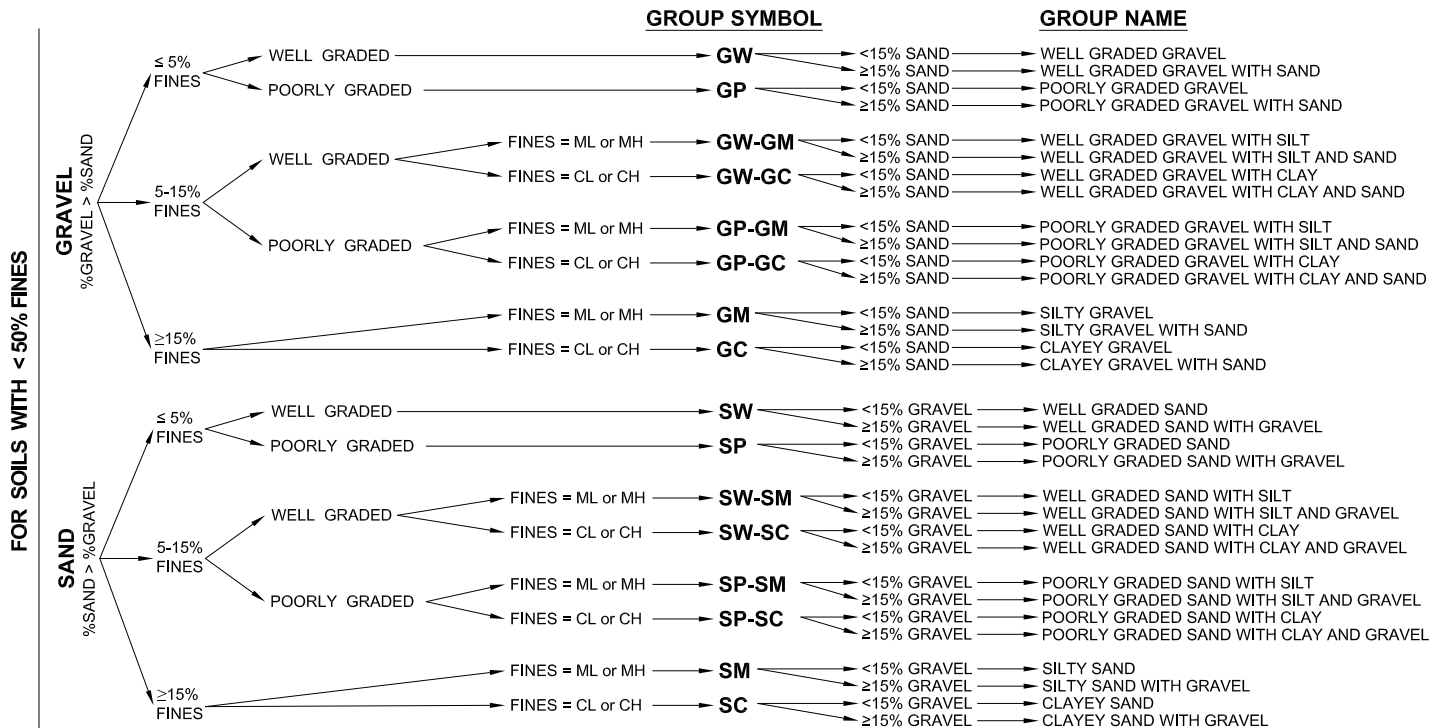 GROUP SYMBOL GROUP NAME
FOR SOILS WITH < 50% FINES
GRAVEL
%GRAVEL > %SAND
≤ 5%
FINES
WELL GRADED GW <15% SAND WELL GRADED GRAVEL
≥15% SAND WELL GRADED GRAVEL WITH SAND
POORLY GRADED GP <15% SAND POORLY GRADED GRAVEL
≥15% SAND POORLY GRADED GRAVEL WITH SAND
5-15%
FINES
WELL GRADED
FINES = ML or MH GW-GM <15% SAND WELL GRADED GRAVEL WITH SILT
≥15% SAND WELL GRADED GRAVEL WITH SILT AND SAND
FINES = CL or CH GW-GC <15% SAND WELL GRADED GRAVEL WITH CLAY
≥15% SAND WELL GRADED GRAVEL WITH CLAY AND SAND
POORLY GRADED
FINES = ML or MH GP-GM <15% SAND POORLY GRADED GRAVEL WITH SILT
≥15% SAND POORLY GRADED GRAVEL WITH SILT AND SAND
FINES = CL or CH GP-GC <15% SAND POORLY GRADED GRAVEL WITH CLAY
≥15% SAND POORLY GRADED GRAVEL WITH CLAY AND SAND
≥15%
FINES
FINES = ML or MH GM <15% SAND SILTY GRAVEL
≥15% SAND SILTY GRAVEL WITH SAND
FINES = CL or CH GC <15% SAND CLAYEY GRAVEL
≥15% SAND CLAYEY GRAVEL WITH SAND
SAND
%SAND > %GRAVEL
≤ 5%
FINES
WELL GRADED SW <15% GRAVEL WELL GRADED SAND
≥15% GRAVEL WELL GRADED SAND WITH GRAVEL
POORLY GRADED SP <15% GRAVEL POORLY GRADED SAND
≥15% GRAVEL POORLY GRADED SAND WITH GRAVEL
5-15%
FINES
WELL GRADED
FINES = ML or MH SW-SM <15% GRAVEL WELL GRADED SAND WITH SILT
≥15% GRAVEL WELL GRADED SAND WITH SILT AND GRAVEL
FINES = CL or CH SW-SC <15% GRAVEL WELL GRADED SAND WITH CLAY
≥15% GRAVEL WELL GRADED SAND WITH CLAY AND GRAVEL
POORLY GRADED
FINES = ML or MH SP-SM <15% GRAVEL POORLY GRADED SAND WITH SILT
≥15% GRAVEL POORLY GRADED SAND WITH SILT AND GRAVEL
FINES = CL or CH SP-SC <15% GRAVEL POORLY GRADED SAND WITH CLAY
≥15% GRAVEL POORLY GRADED SAND WITH CLAY AND GRAVEL
≥15%
FINES
FINES = ML or MH SM <15% GRAVEL SILTY SAND
≥15% GRAVEL SILTY SAND WITH GRAVEL
FINES = CL or CH SC <15% GRAVEL CLAYEY SAND
≥15% GRAVEL CLAYEY SAND WITH GRAVEL